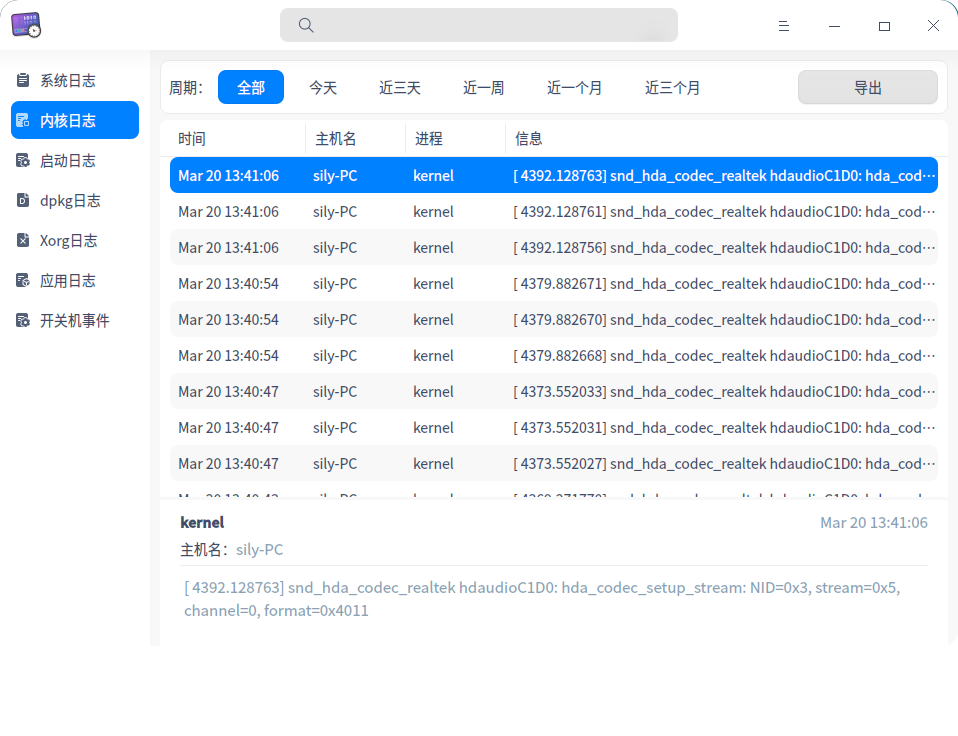 系统日志
内核日志
启动日志
dpkg日志
Xorg日志
应用日志
开关机事件
周期： 全部 今天 近三天 近一周 近一个月 近三个月 导出
时间 主机名 进程 信息
Mar 20 13:41:06 sily-PC kernel [ 4392.128763] snd_hda_codec_realtek hdaudioC1D0: hda_cod…
Mar 20 13:41:06 sily-PC kernel [ 4392.128761] snd_hda_codec_realtek hdaudioC1D0: hda_cod…
Mar 20 13:41:06 sily-PC kernel [ 4392.128756] snd_hda_codec_realtek hdaudioC1D0: hda_cod…
Mar 20 13:40:54 sily-PC kernel [ 4379.882671] snd_hda_codec_realtek hdaudioC1D0: hda_cod…
Mar 20 13:40:54 sily-PC kernel [ 4379.882670] snd_hda_codec_realtek hdaudioC1D0: hda_cod…
Mar 20 13:40:54 sily-PC kernel [ 4379.882668] snd_hda_codec_realtek hdaudioC1D0: hda_cod…
Mar 20 13:40:47 sily-PC kernel [ 4373.552033] snd_hda_codec_realtek hdaudioC1D0: hda_cod…
Mar 20 13:40:47 sily-PC kernel [ 4373.552031] snd_hda_codec_realtek hdaudioC1D0: hda_cod…
Mar 20 13:40:47 sily-PC kernel [ 4373.552027] snd_hda_codec_realtek hdaudioC1D0: hda_cod…
kernel Mar 20 13:41:06
主机名： sily-PC
[ 4392.128763] snd_hda_codec_realtek hdaudioC1D0: hda_codec_setup_stream: NID=0x3, stream=0x5,
channel=0, format=0x4011